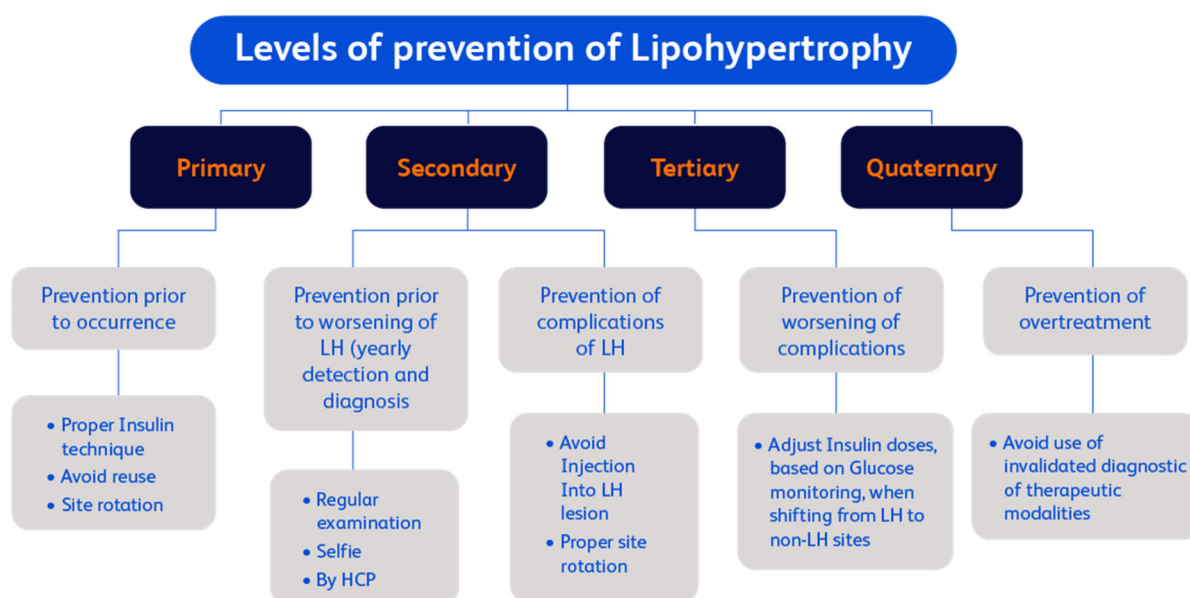 Levels of prevention of Lipohypertrophy
Primary
Secondary
Tertiary
Quaternary
Prevention prior
to occurrence
Prevention prior
to worsening of
LH (yearly
detection and
diagnosis
Prevention of
complications
of LH
Prevention of
worsening of
complications
Prevention of
overtreatment
• Proper Insulin
technique
• Avoid reuse
• Site rotation
• Regular
examination
• Selfie
• By HCP
• Avoid
Injection
Into LH
lesion
• Proper site
rotation
• Adjust Insulin doses,
based on Glucose
monitoring, when
shifting from LH to
non-LH sites
• Avoid use of
invalidated diagnostic
of therapeutic
modalities